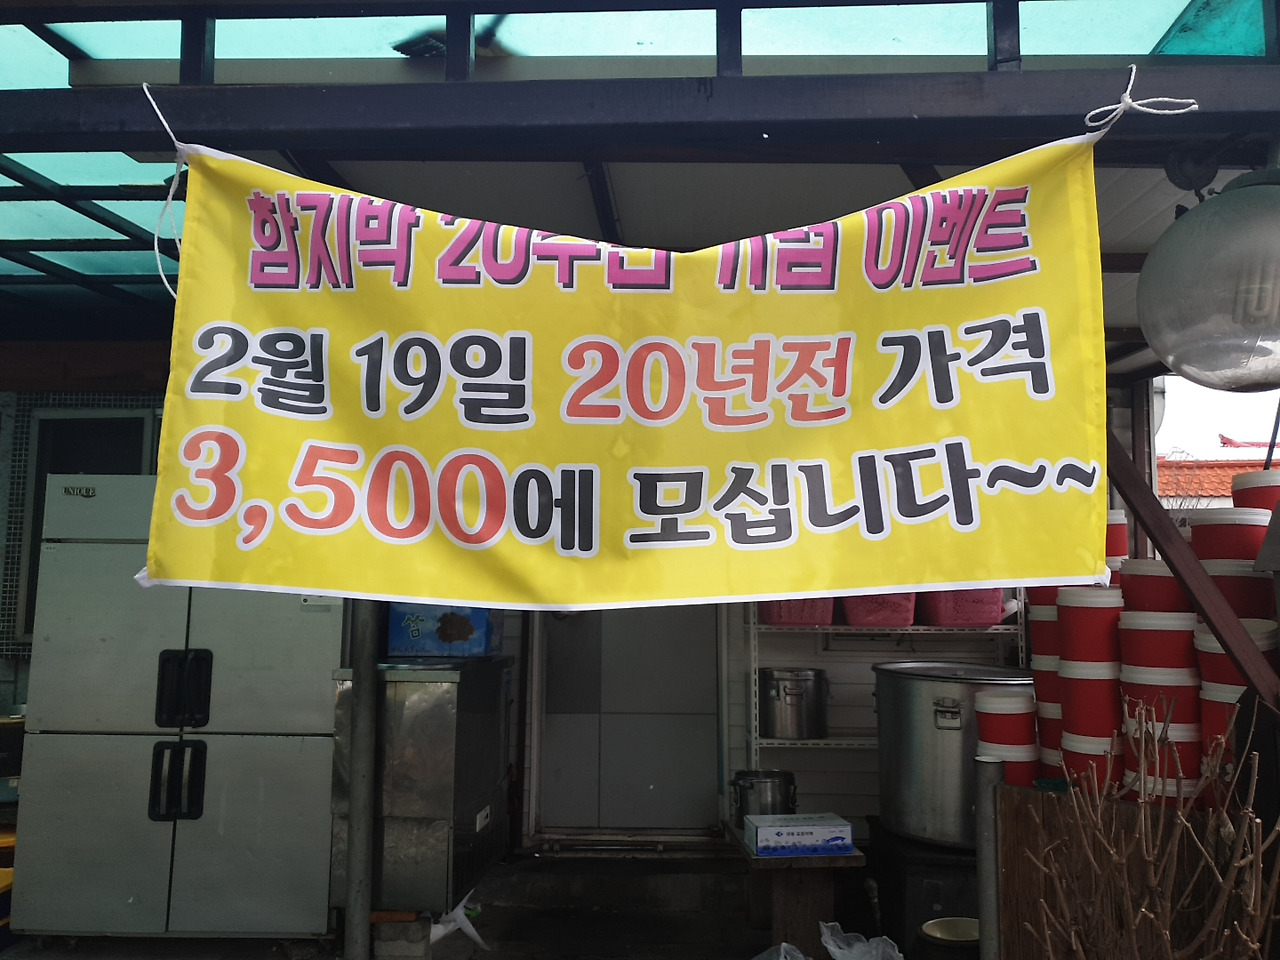 함지박 20주년 기념 이벤트
2월 19일 20년전 가격
3,500에 모십니다~~
UNIQUE